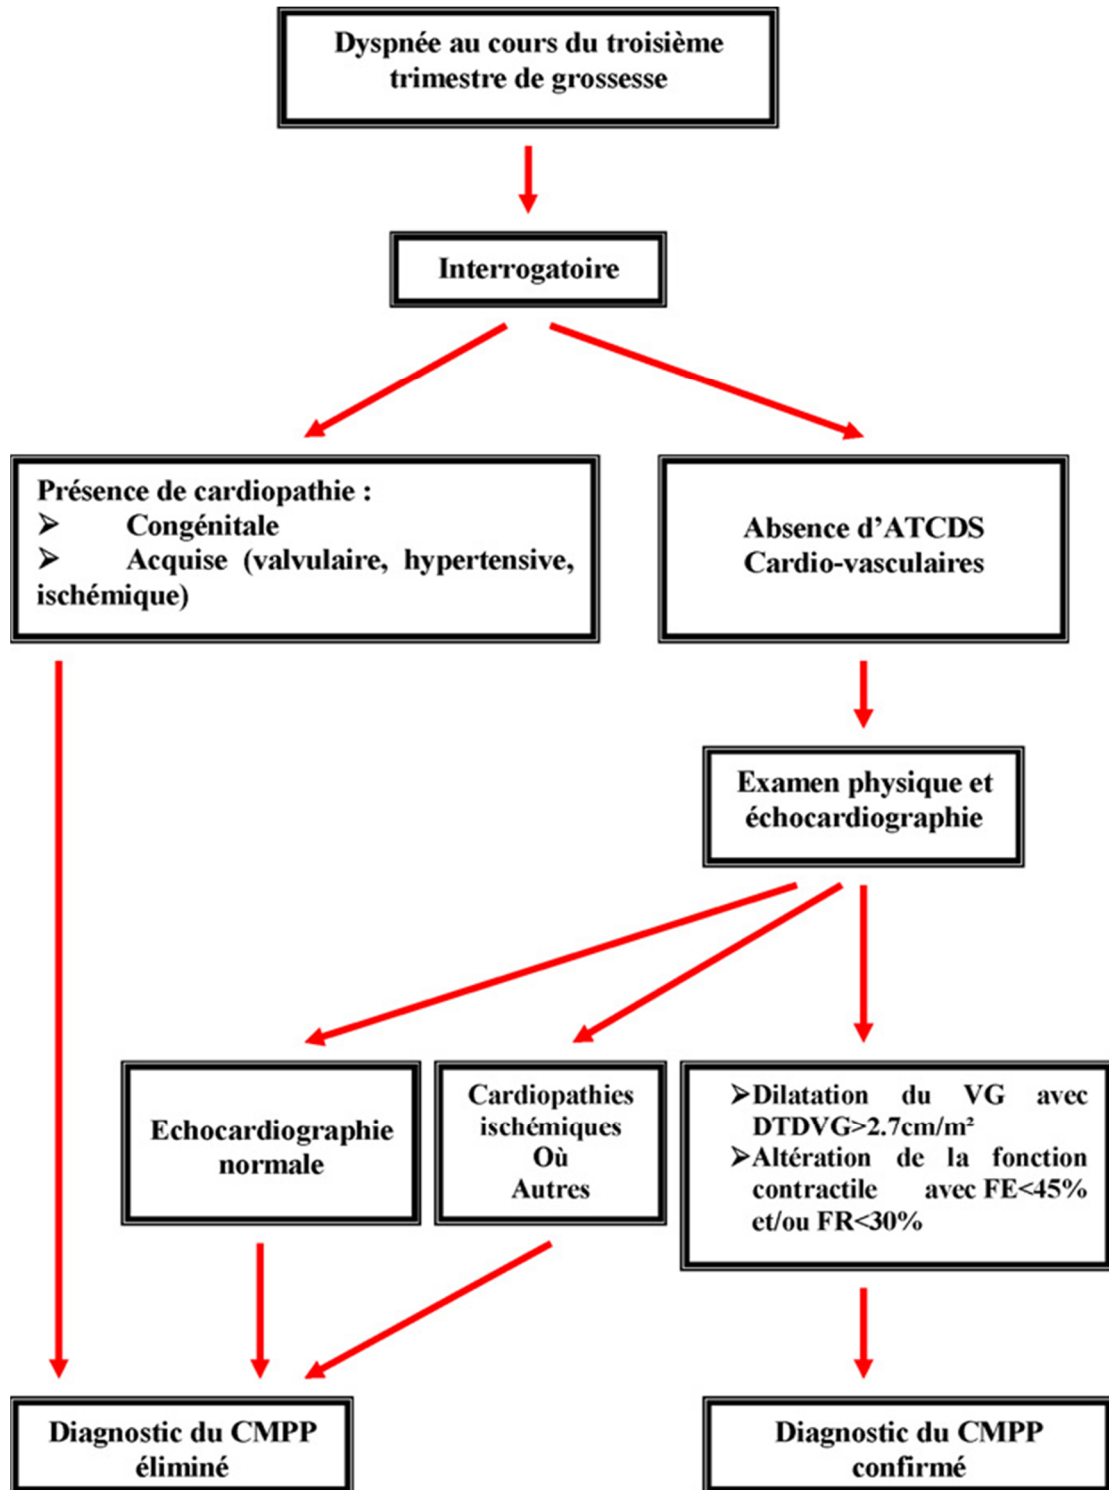 Dyspnée au cours du troisième
trimestre de grossesse
Interrogatoire
Présence de cardiopathie :
➢ Congénitale
➢ Acquise (valvulaire, hypertensive,
ischémique)
Absence d’ATCDS
Cardio-vasculaires
Examen physique et
échocardiographie
Echocardiographie
normale
Cardiopathies
ischémiques
Où
Autres
➢Dilatation du VG avec
DTDVG>2.7cm/m²
➢Altération de la fonction
contractile avec FE<45%
et/ou FR<30%
Diagnostic du CMPP
éliminé
Diagnostic du CMPP
confirmé